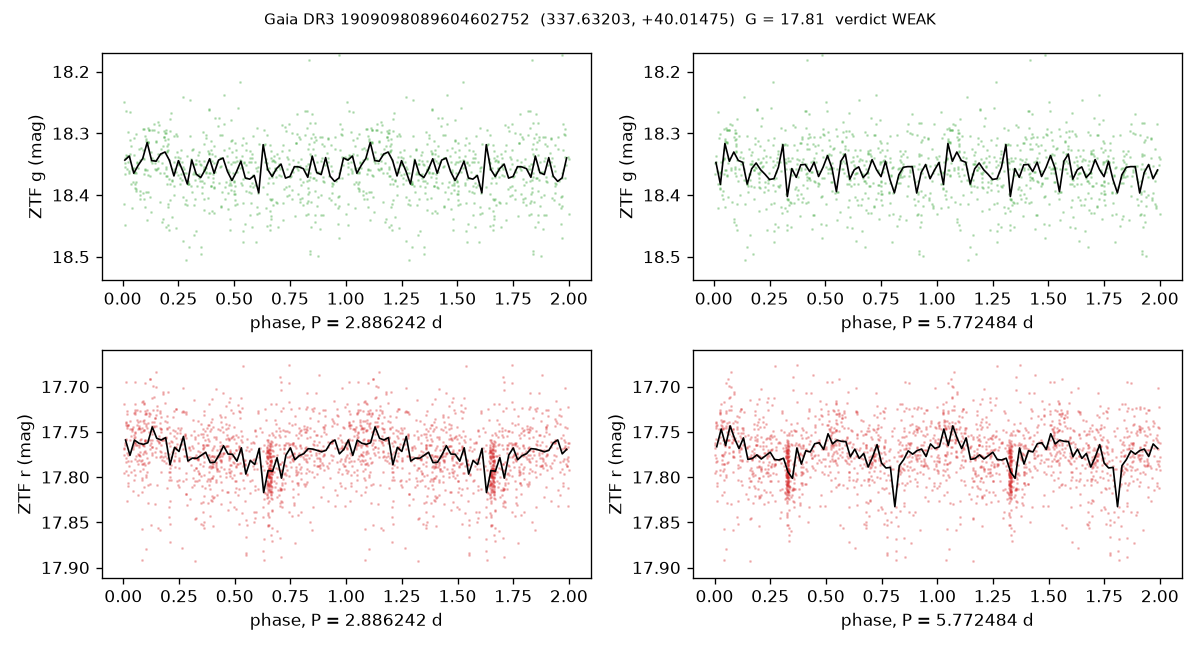 Gaia DR3 1909098089604602752 (337.63203, +40.01475) G = 17.81 verdict WEAK
ZTF g (mag)
18.2
18.3
18.4
18.5
0.00 0.25 0.50 0.75 1.00 1.25 1.50 1.75 2.00
phase, P = 2.886242 d
ZTF g (mag)
18.2
18.3
18.4
18.5
0.00 0.25 0.50 0.75 1.00 1.25 1.50 1.75 2.00
phase, P = 5.772484 d
ZTF r (mag)
17.70
17.75
17.80
17.85
17.90
0.00 0.25 0.50 0.75 1.00 1.25 1.50 1.75 2.00
phase, P = 2.886242 d
ZTF r (mag)
17.70
17.75
17.80
17.85
17.90
0.00 0.25 0.50 0.75 1.00 1.25 1.50 1.75 2.00
phase, P = 5.772484 d